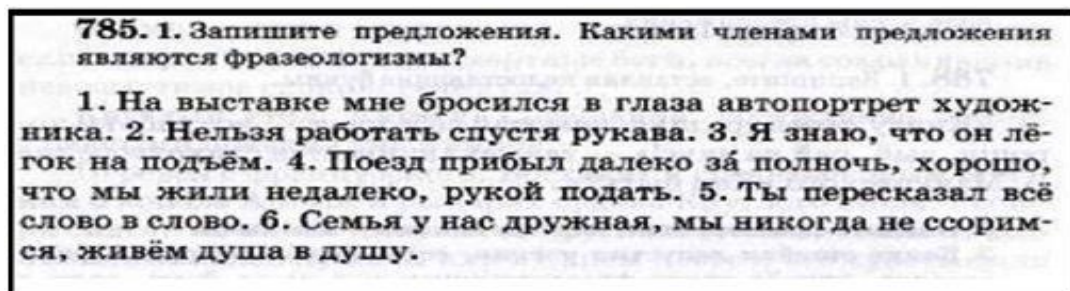 785. 1. Запишите предложения. Какими членами предложения
являются фразеологизмы?
1. На выставке мне бросился в глаза автопортрет худож-
ника. 2. Нельзя работать спустя рукава. 3. Я знаю, что он лё-
гок на подъём. 4. Поезд прибыл далеко за́ полночь, хорошо,
что мы жили недалеко, рукой подать. 5. Ты пересказал всё
слово в слово. 6. Семья у нас дружная, мы никогда не ссорим-
ся, живём душа в душу.